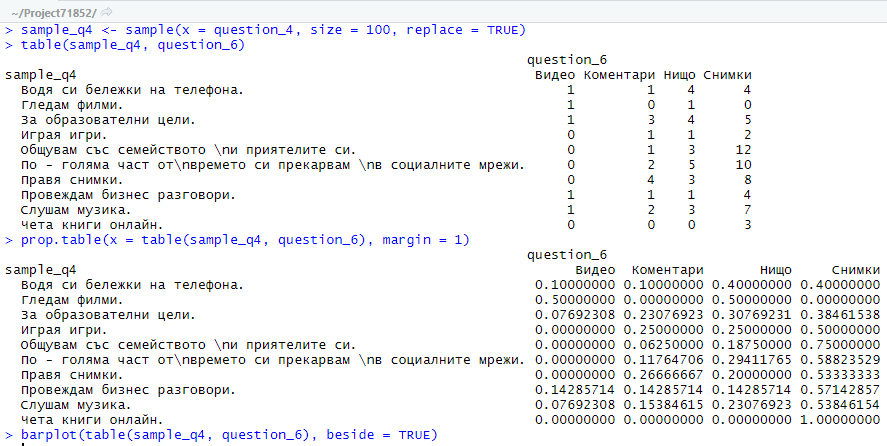 ~/Project71852/
> sample_q4 <- sample(x = question_4, size = 100, replace = TRUE)
> table(sample_q4, question_6)
question_6
sample_q4 Видео Коментари Нищо Снимки
Водя си бележки на телефона. 1 1 4 4
Гледам филми. 1 0 1 0
За образователни цели. 1 3 4 5
Играя игри. 0 1 1 2
Общувам със семейството \nи приятелите си. 0 1 3 12
По - голяма част от\nвремето си прекарвам \nв социалните мрежи. 0 2 5 10
Правя снимки. 0 4 3 8
Провеждам бизнес разговори. 1 1 1 4
Слушам музика. 1 2 3 7
Чета книги онлайн. 0 0 0 3
> prop.table(x = table(sample_q4, question_6), margin = 1)
question_6
sample_q4 Видео Коментари Нищо Снимки
Водя си бележки на телефона. 0.10000000 0.10000000 0.40000000 0.40000000
Гледам филми. 0.50000000 0.00000000 0.50000000 0.00000000
За образователни цели. 0.07692308 0.23076923 0.30769231 0.38461538
Играя игри. 0.00000000 0.25000000 0.25000000 0.50000000
Общувам със семейството \nи приятелите си. 0.00000000 0.06250000 0.18750000 0.75000000
По - голяма част от\nвремето си прекарвам \nв социалните мрежи. 0.00000000 0.11764706 0.29411765 0.58823529
Правя снимки. 0.00000000 0.26666667 0.20000000 0.53333333
Провеждам бизнес разговори. 0.14285714 0.14285714 0.14285714 0.57142857
Слушам музика. 0.07692308 0.15384615 0.23076923 0.53846154
Чета книги онлайн. 0.00000000 0.00000000 0.00000000 1.00000000
> barplot(table(sample_q4, question_6), beside = TRUE)